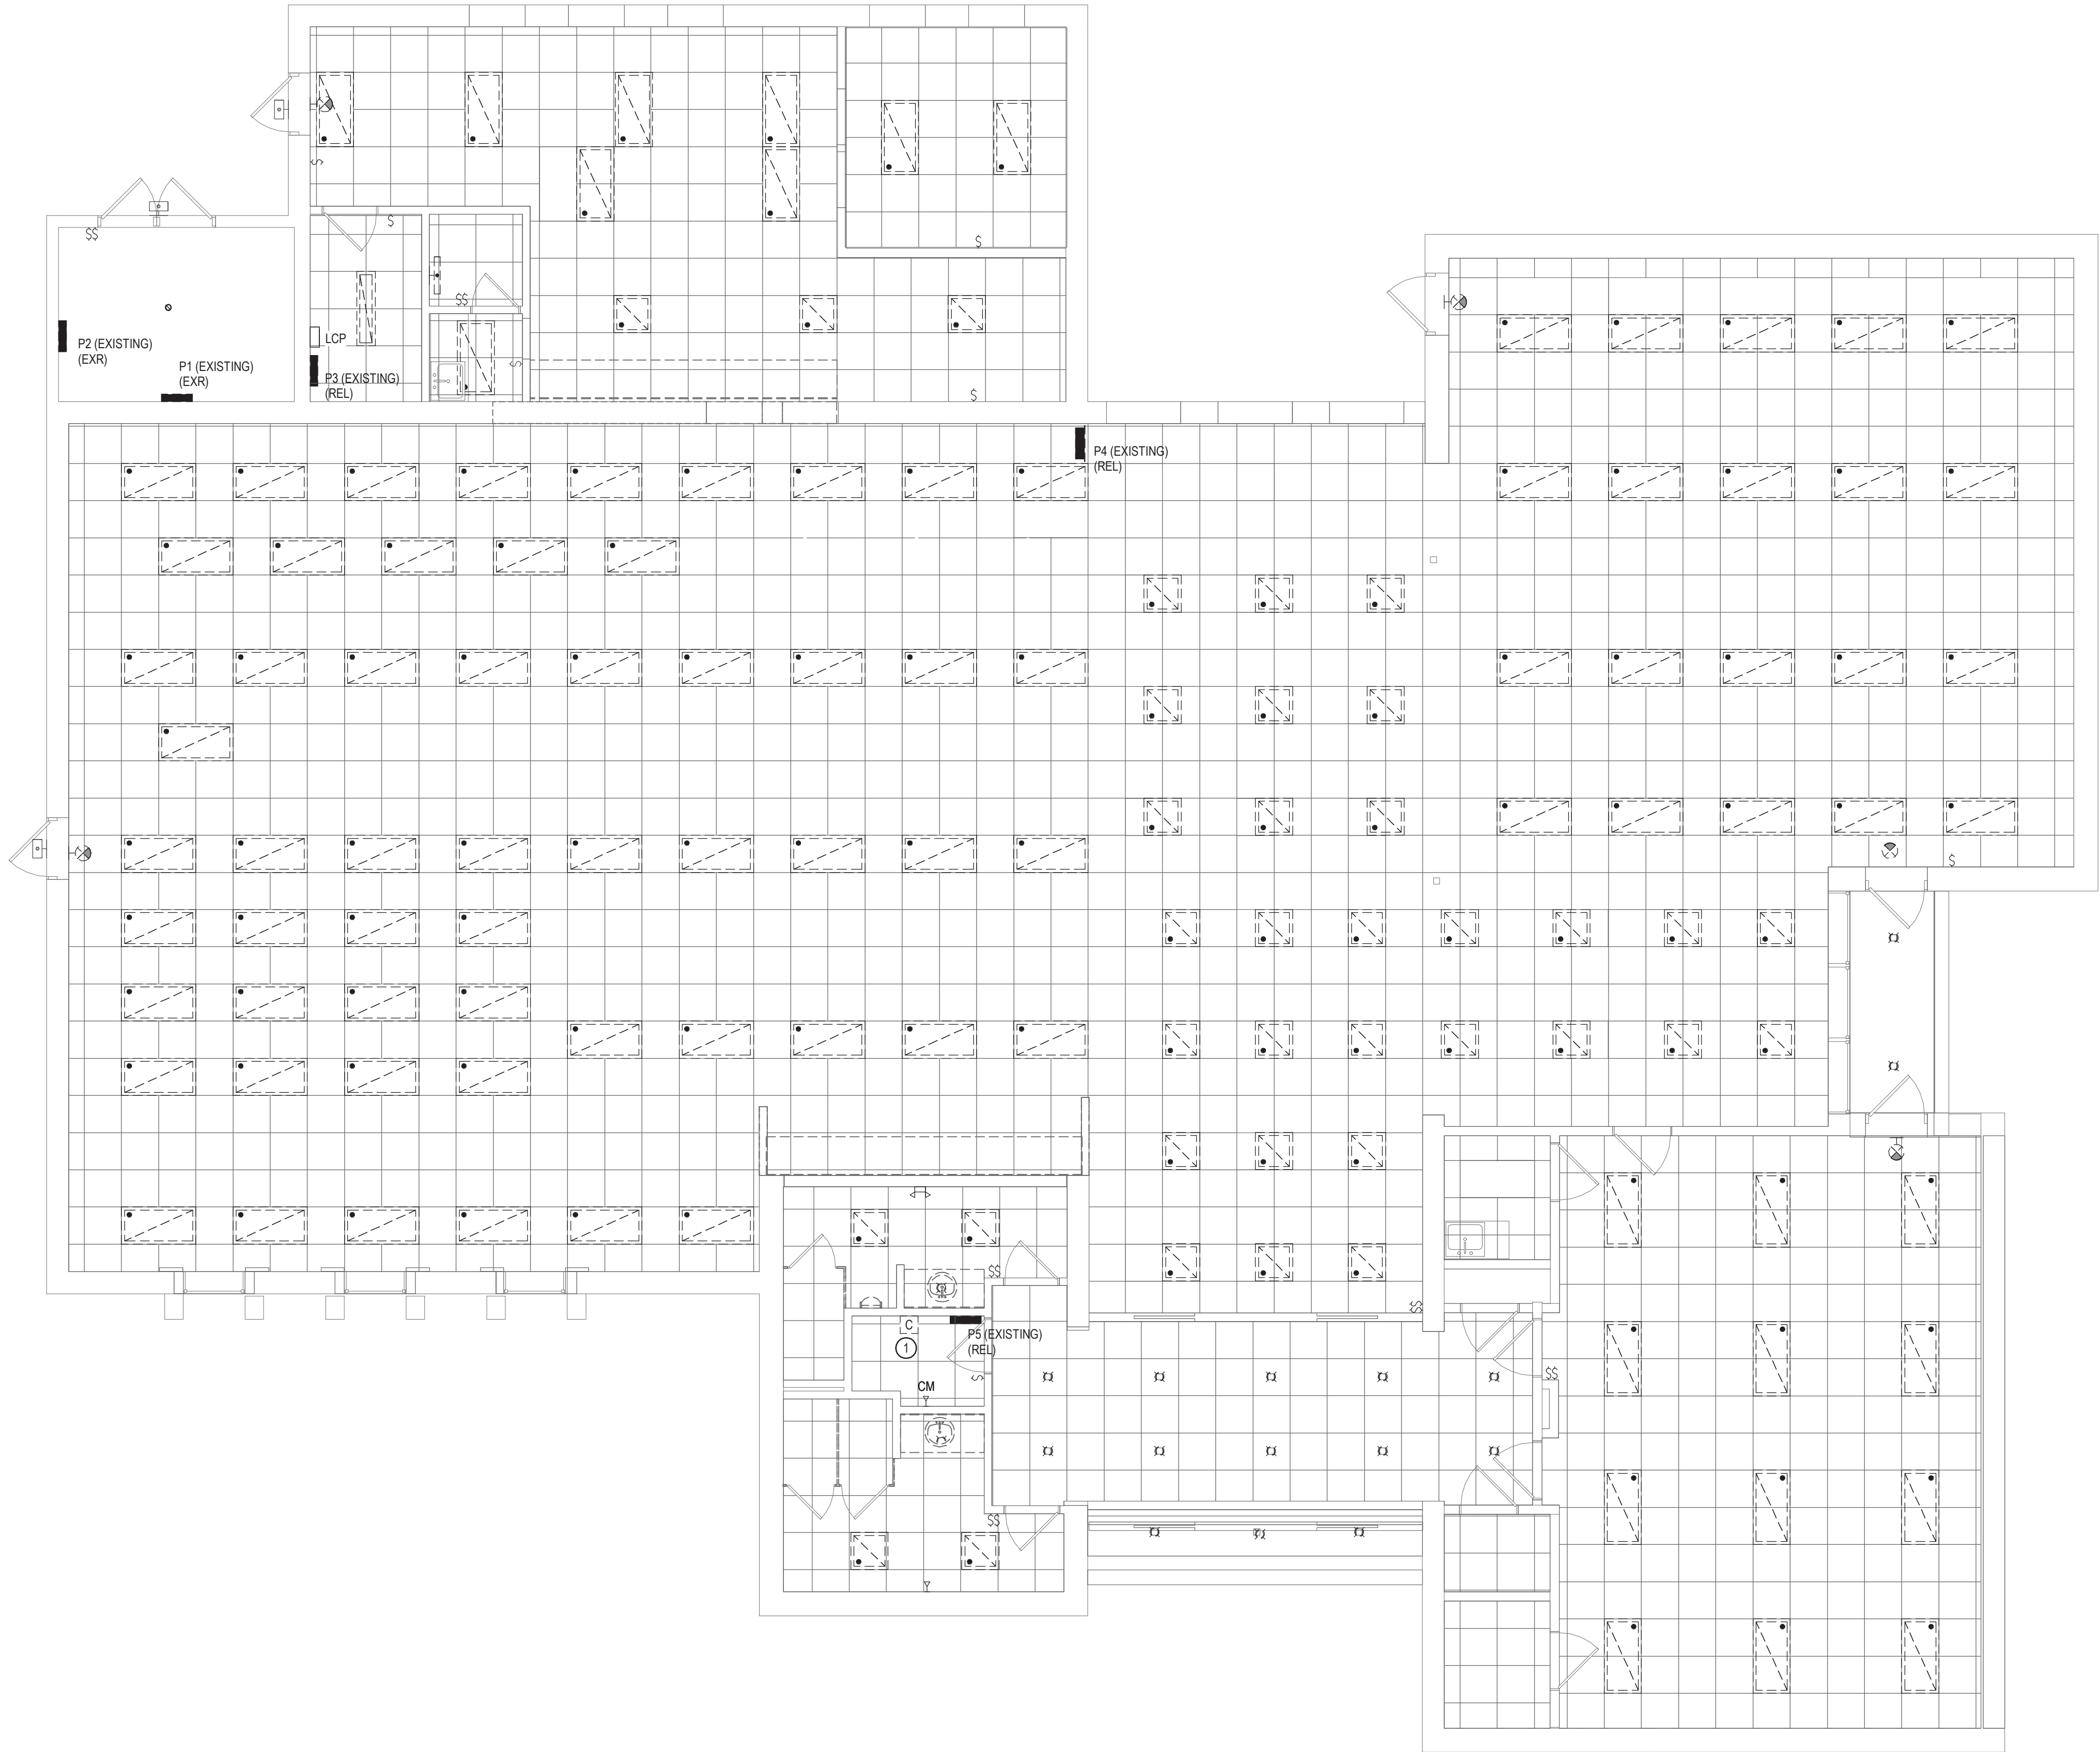 $
$
$$
$$
$
LCP
P2 (EXISTING)
(EXR)
P1 (EXISTING)
(EXR)
P3 (EXISTING)
(REL)
$
$
P4 (EXISTING)
(REL)
$
$$
$$
C
P5 (EXISTING)
(REL)
1
$
$$
CM
$$